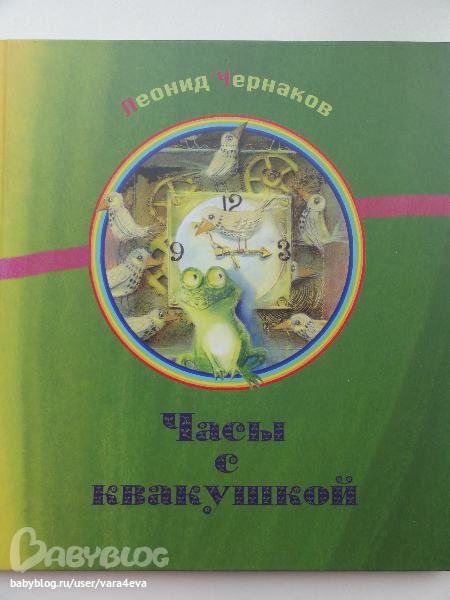 Леонид Чернаков
12
9
3
Часы
с
квакушкой
BABYBLOG
babyblog.ru/user/vara4eva